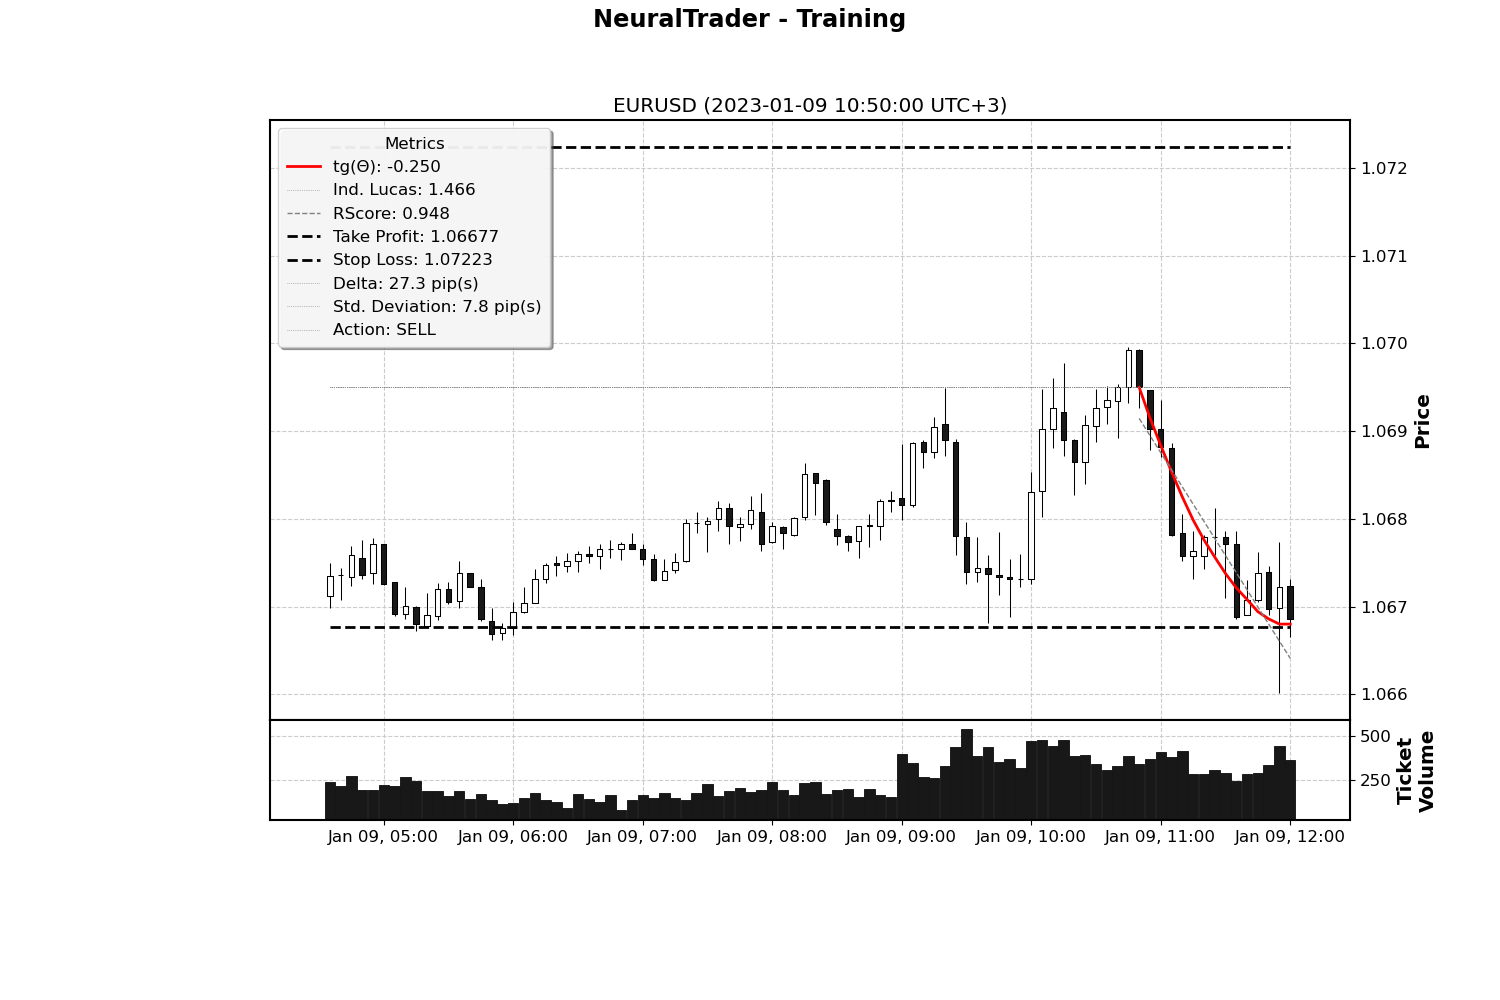 NeuralTrader - Training
EURUSD (2023-01-09 10:50:00 UTC+3)
Metrics
tg(Θ): -0.250
Ind. Lucas: 1.466
RScore: 0.948
Take Profit: 1.06677
Stop Loss: 1.07223
Delta: 27.3 pip(s)
Std. Deviation: 7.8 pip(s)
Action: SELL
1.072
1.071
1.070
1.069
1.068
1.067
1.066
Price
500
250
Ticket
Volume
Jan 09, 05:00 Jan 09, 06:00 Jan 09, 07:00 Jan 09, 08:00 Jan 09, 09:00 Jan 09, 10:00 Jan 09, 11:00 Jan 09, 12:00